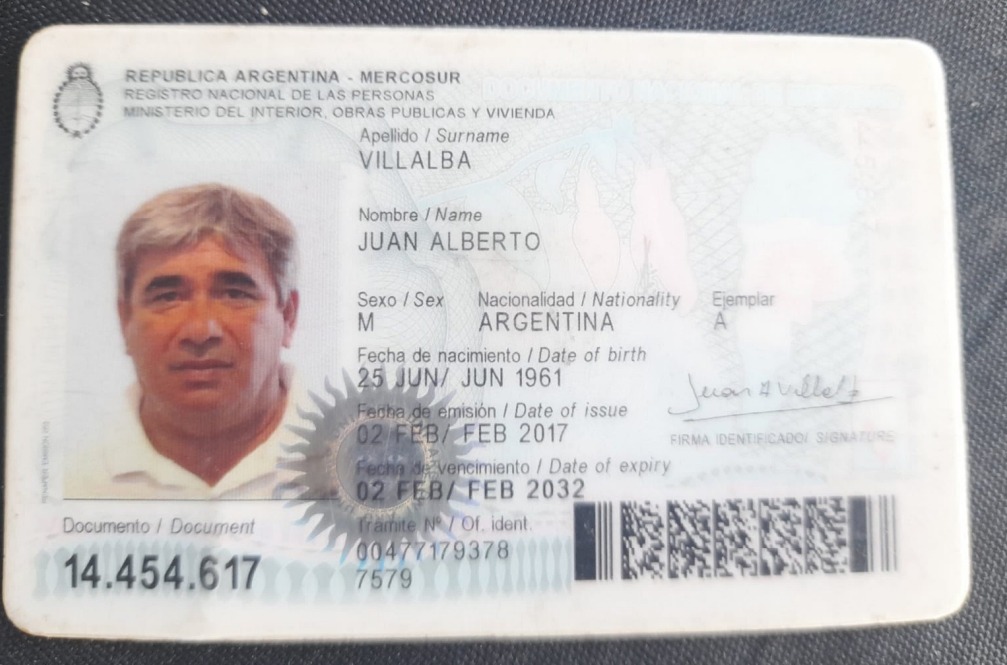 REPUBLICA ARGENTINA - MERCOSUR
REGISTRO NACIONAL DE LAS PERSONAS
MINISTERIO DEL INTERIOR, OBRAS PUBLICAS Y VIVIENDA
Apellido / Surname
VILLALBA
Nombre / Name
JUAN ALBERTO
Sexo / Sex Nacionalidad / Nationality Ejemplar
M ARGENTINA A
Fecha de nacimiento / Date of birth
25 JUN/ JUN 1961
Fecha de emisión / Date of issue
02 FEB/ FEB 2017
Juan A Villalba
FIRMA IDENTIFICADO/ SIGNATURE
Fecha de vencimiento / Date of expiry
02 FEB/ FEB 2032
Documento / Document
14.454.617
Trámite N° / Of. ident.
00477179378
7579